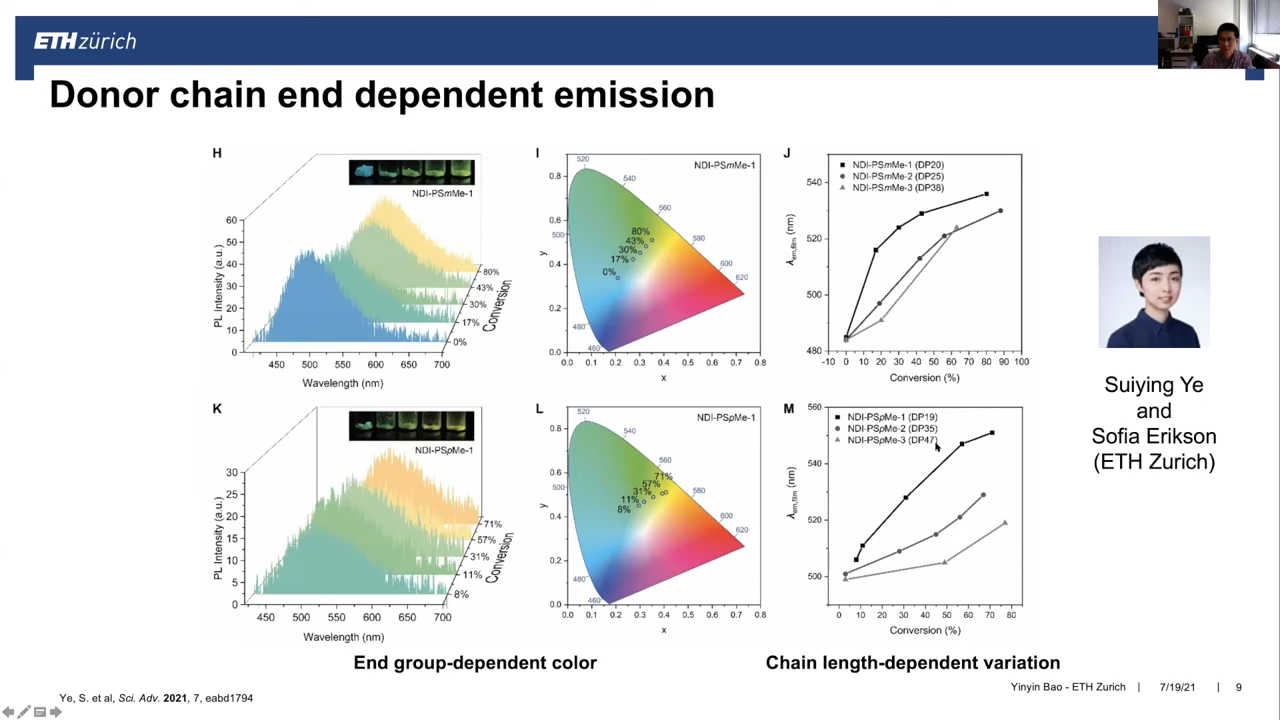 ETH zürich
Donor chain end dependent emission
H
NDI-PSmMe-1
PL Intensity (a.u.)
60
50
40
30
20
10
0
450 500 550 600 650 700
Wavelength (nm)
80%
43%
30%
17%
0%
Conversion
I
NDI-PSmMe-1
520
540
560
580
600
620
500
480
460
80%
43%
30%
17%
0%
y
0.8
0.6
0.4
0.2
0.0
0.0 0.1 0.2 0.3 0.4 0.5 0.6 0.7 0.8
x
J
NDI-PSmMe-1 (DP20)
NDI-PSmMe-2 (DP25)
NDI-PSmMe-3 (DP38)
λem,film (nm)
540
520
500
480
-10 0 10 20 30 40 50 60 70 80 90 100
Conversion (%)
Suiying Ye
and
Sofia Erikson
(ETH Zurich)
K
NDI-PSpMe-1
PL Intensity (a.u.)
30
25
20
15
10
5
0
450 500 550 600 650 700
Wavelength (nm)
71%
57%
31%
11%
8%
Conversion
L
NDI-PSpMe-1
520
540
560
580
600
620
500
480
460
71%
57%
31%
11%
8%
y
0.8
0.6
0.4
0.2
0.0
0.0 0.1 0.2 0.3 0.4 0.5 0.6 0.7 0.8
x
M
NDI-PSpMe-1 (DP19)
NDI-PSpMe-2 (DP35)
NDI-PSpMe-3 (DP47)
λem,film (nm)
560
540
520
500
0 10 20 30 40 50 60 70 80
Conversion (%)
End group-dependent color
Chain length-dependent variation
Ye, S. et al, Sci. Adv. 2021, 7, eabd1794
Yinyin Bao - ETH Zurich | 7/19/21 | 9